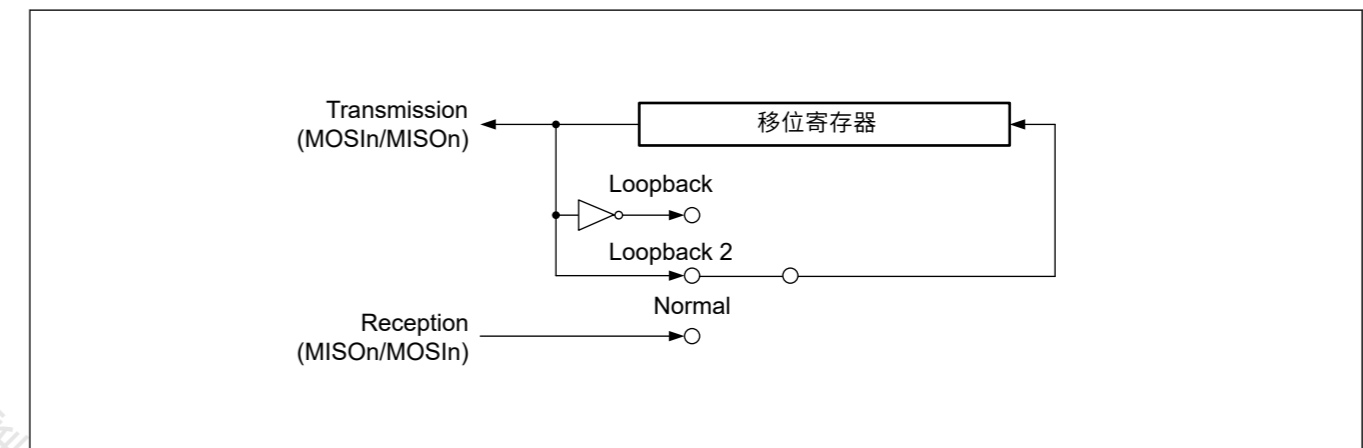 Transmission
(MOSIn/MISOn)
移位寄存器
Loopback
Loopback 2
Normal
Reception
(MISOn/MOSIn)